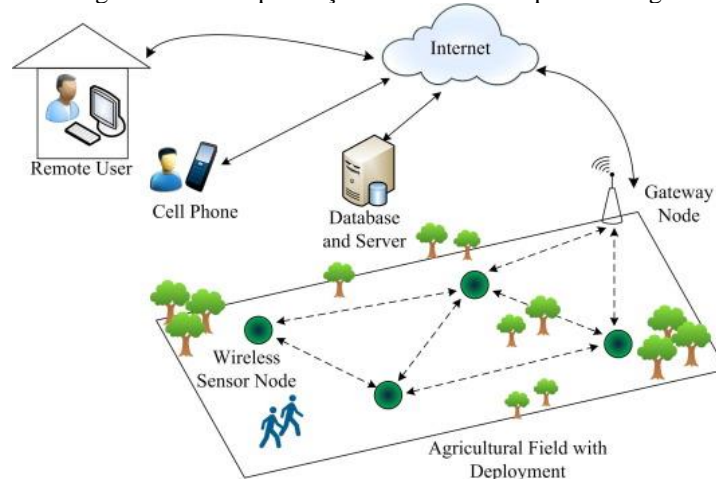 Internet
Remote User
Cell Phone
Database
and Server
Gateway
Node
Wireless
Sensor Node
Agricultural Field with
Deployment